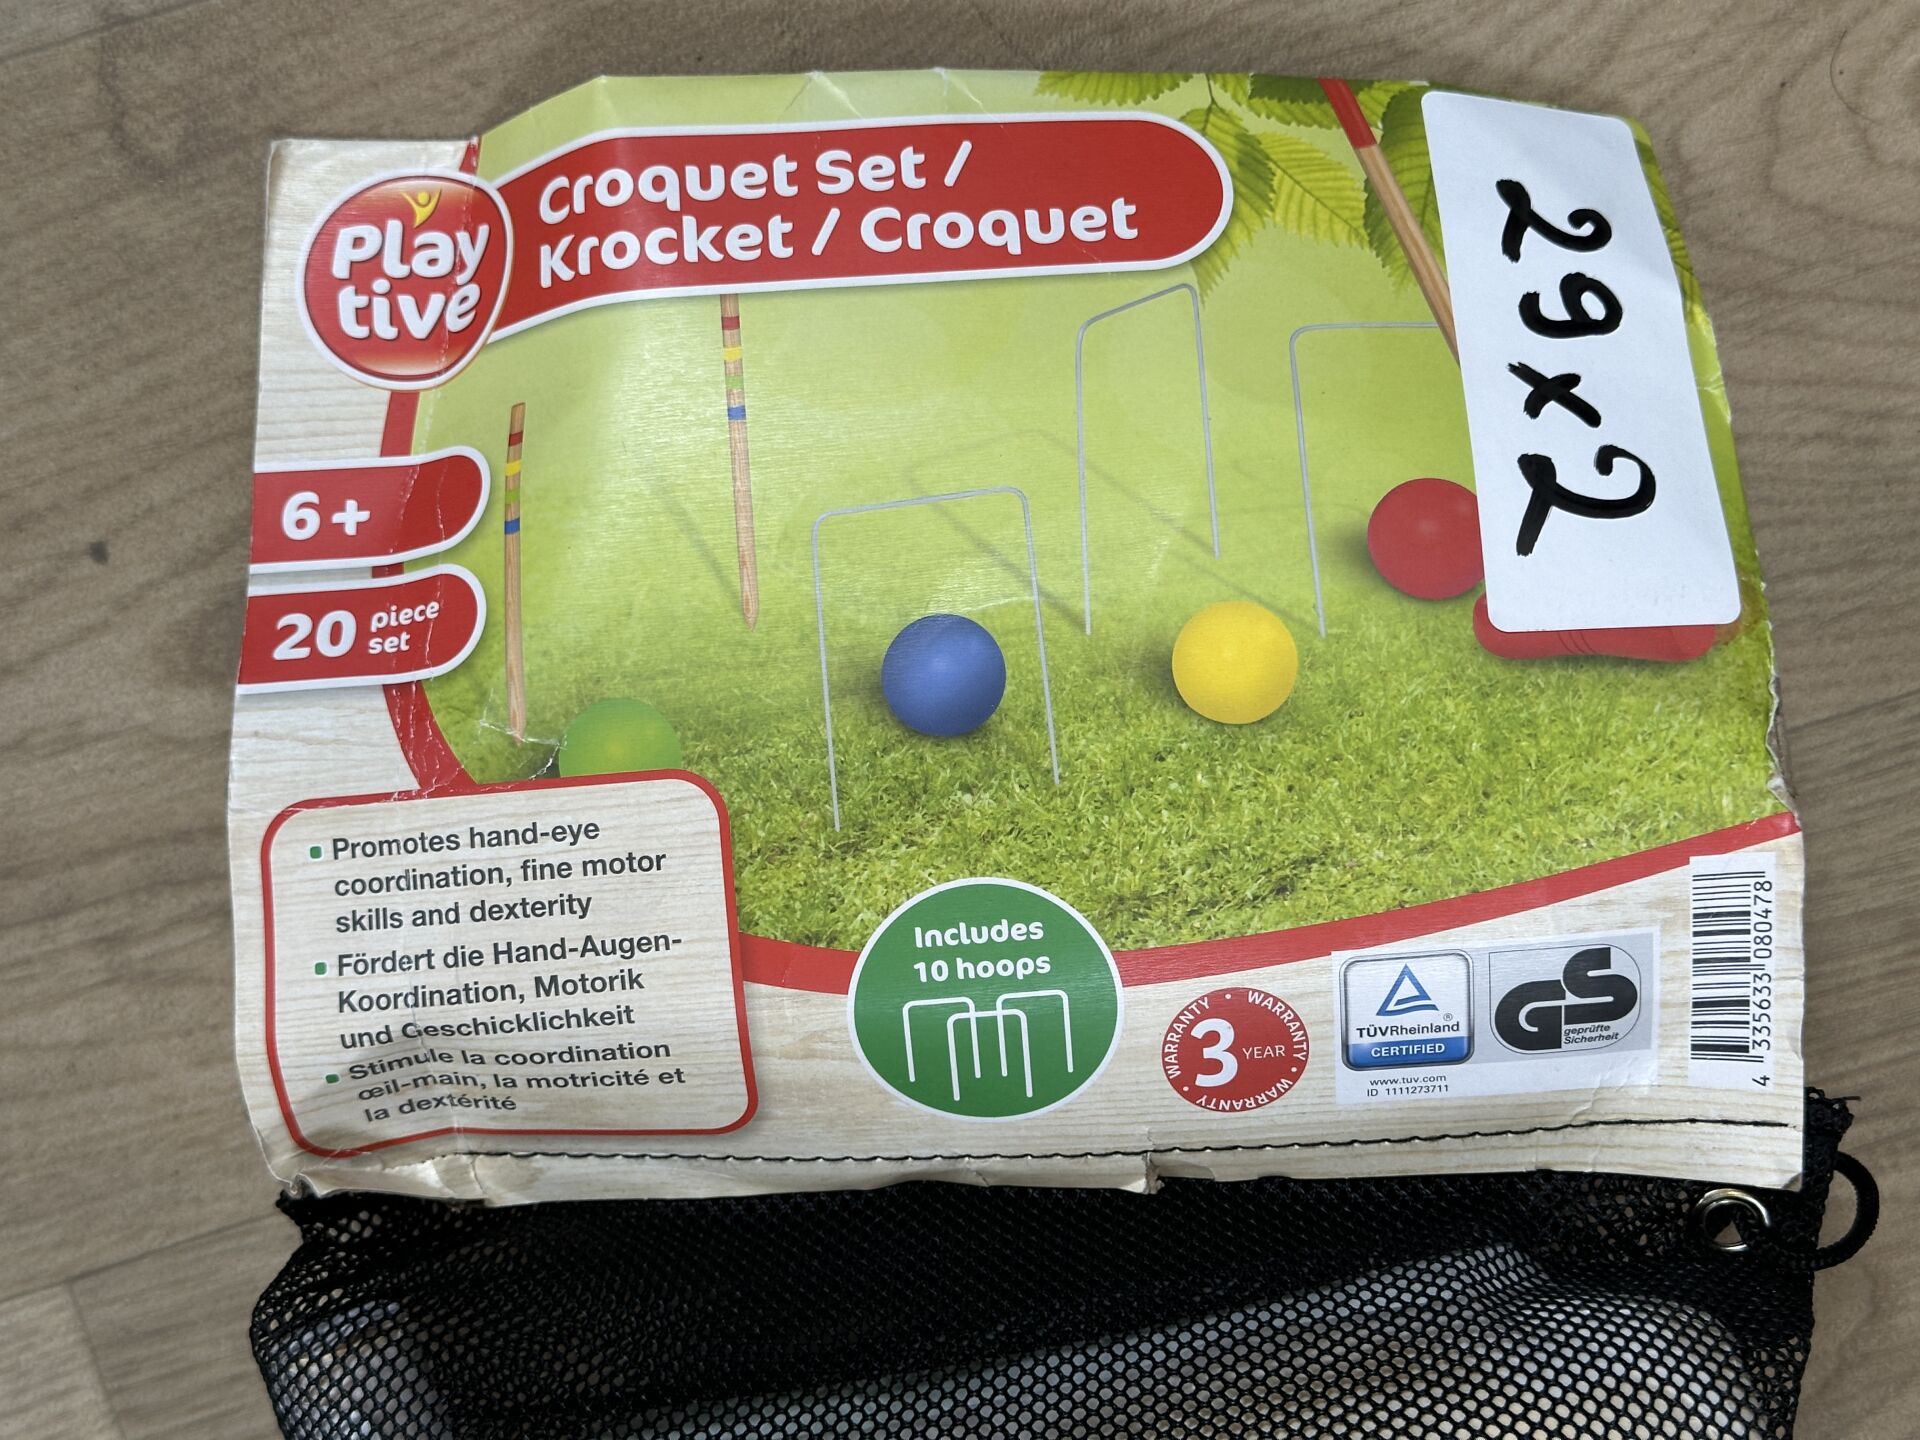 Play
tive
Croquet Set /
Krocket / Croquet
29 x 2
6+
20 piece set
Promotes hand-eye
coordination, fine motor
skills and dexterity
Fördert die Hand-Augen-
Koordination, Motorik
und Geschicklichkeit
Stimule la coordination
œil-main, la motricité et
la dextérité
Includes
10 hoops
WARRANTY • WARRANTY • WARRANTY
3 YEAR
TÜVRheinland®
CERTIFIED
GS
geprüfte
Sicherheit
www.tuv.com
ID 1111273711
4 335633 080478